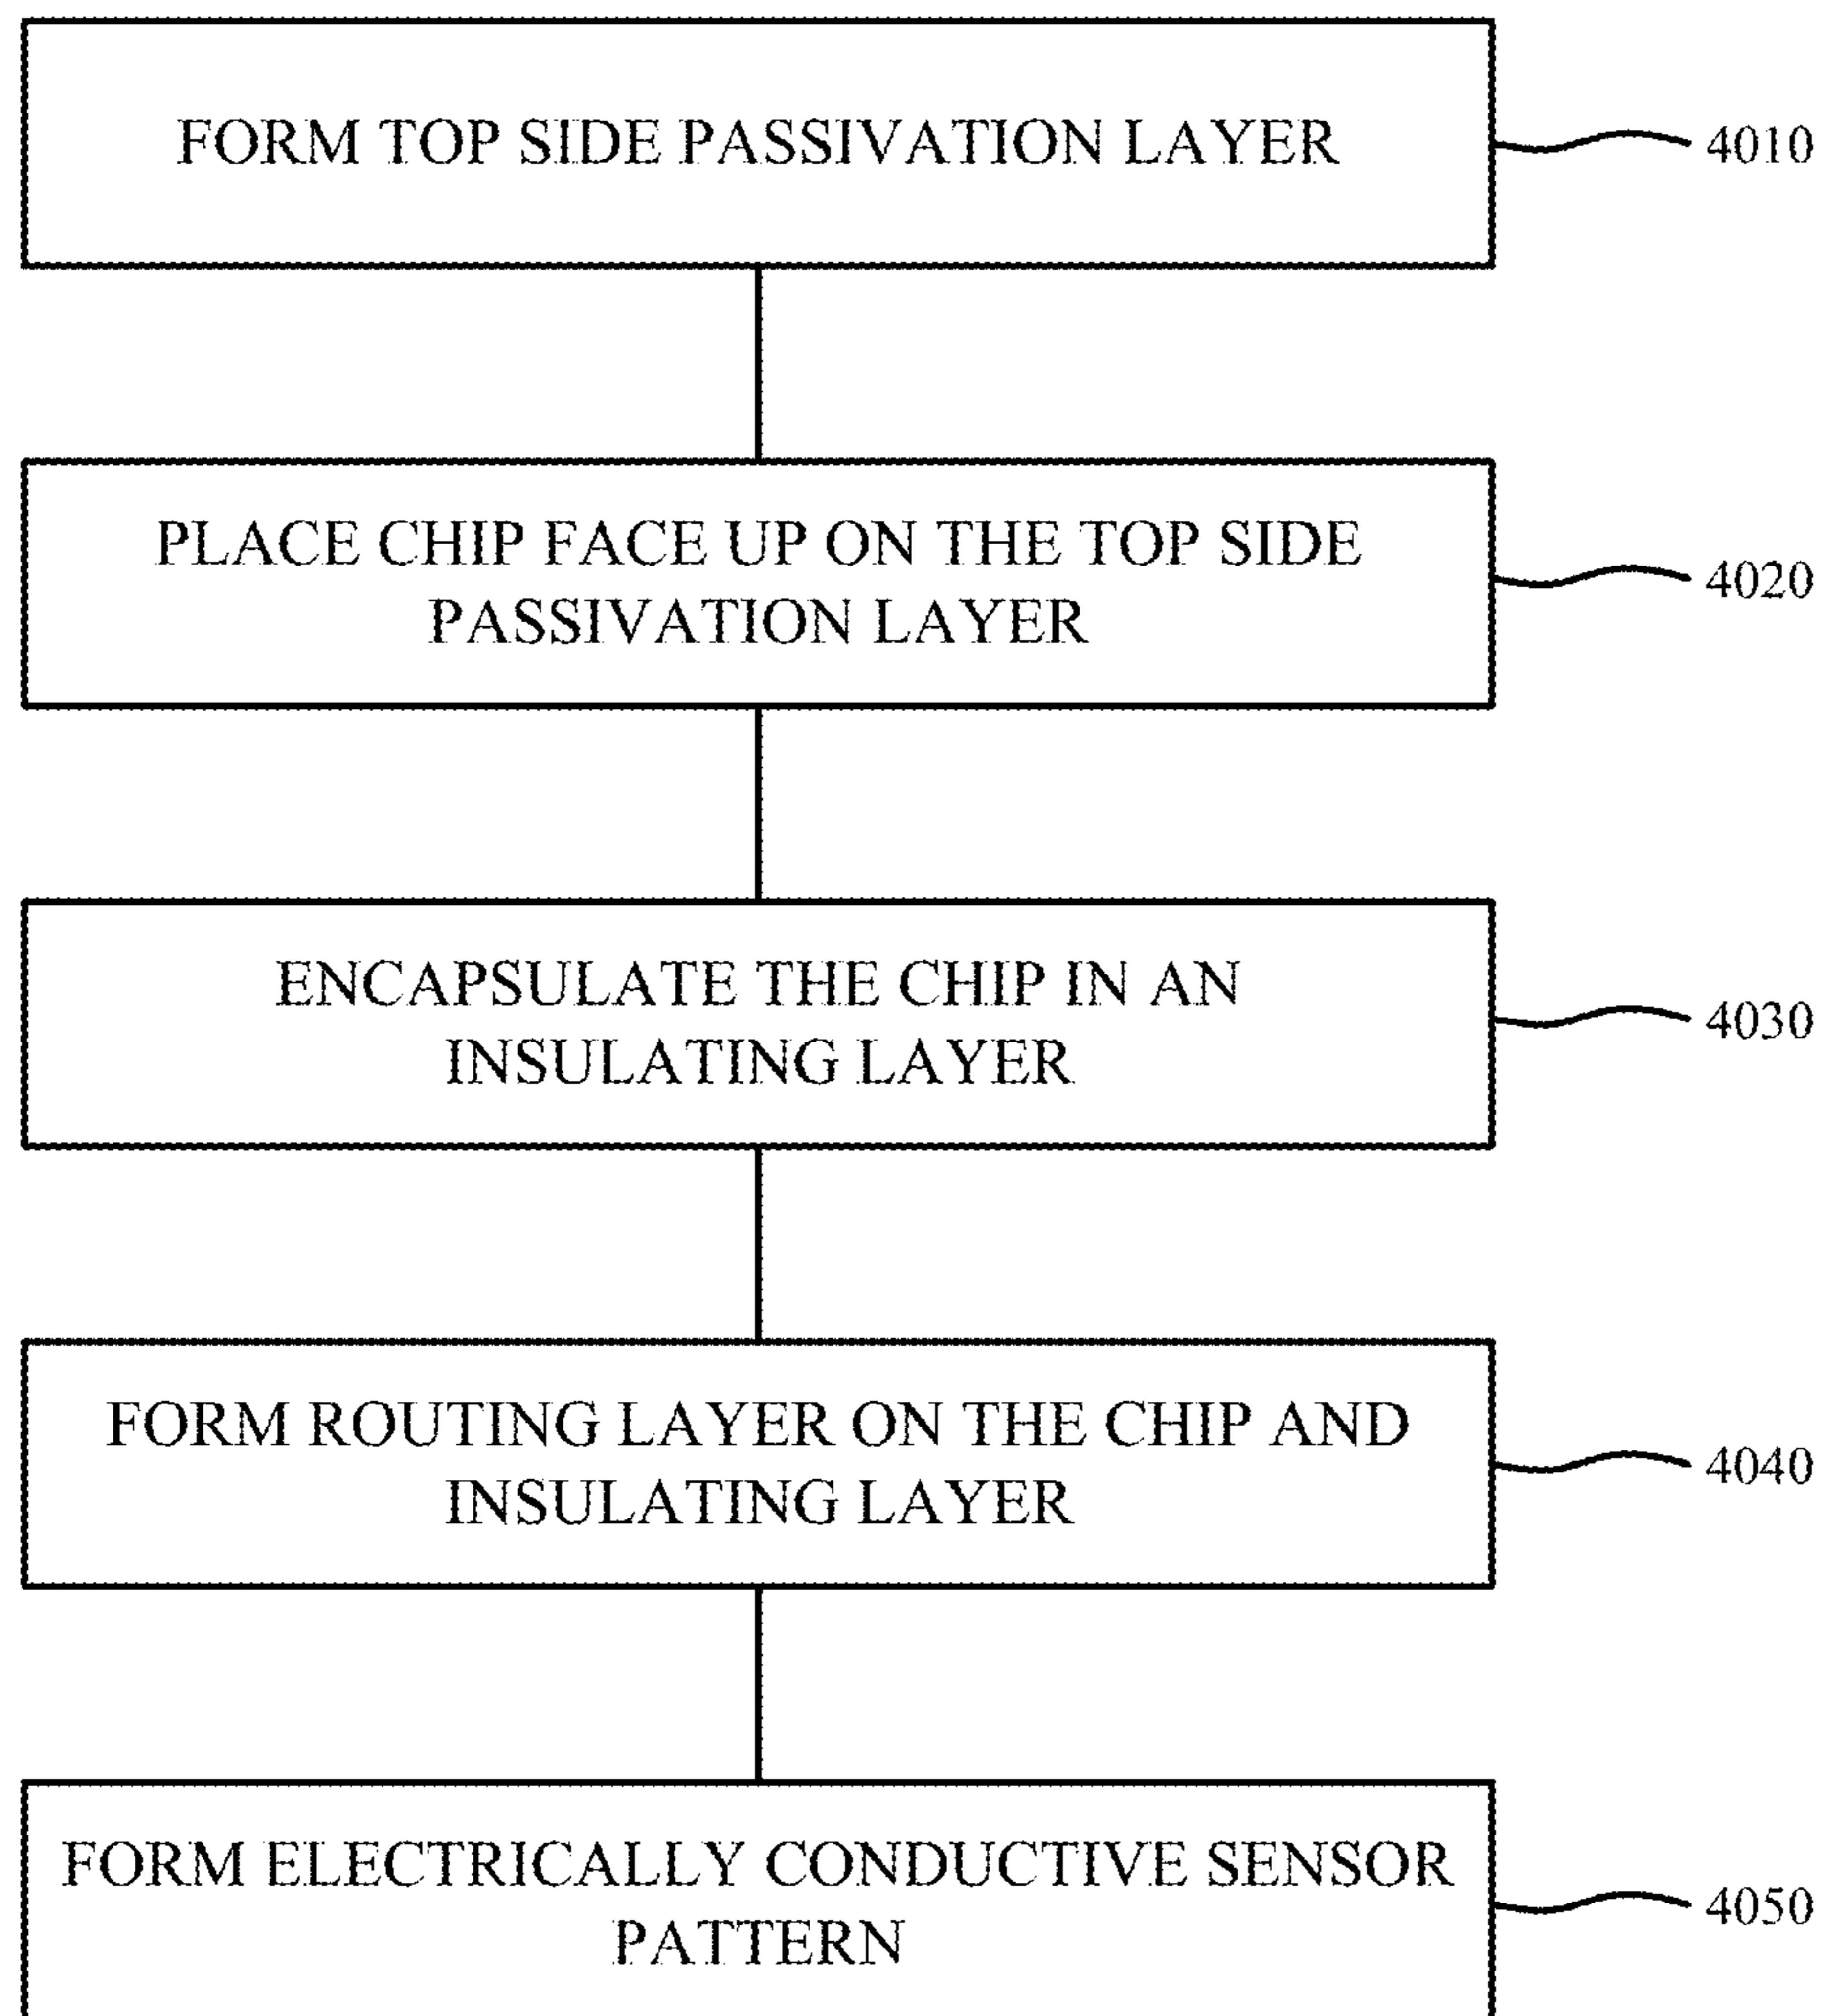 FORM TOP SIDE PASSIVATION LAYER
4010
PLACE CHIP FACE UP ON THE TOP SIDE
PASSIVATION LAYER
4020
ENCAPSULATE THE CHIP IN AN
INSULATING LAYER
4030
FORM ROUTING LAYER ON THE CHIP AND
INSULATING LAYER
4040
FORM ELECTRICALLY CONDUCTIVE SENSOR
PATTERN
4050